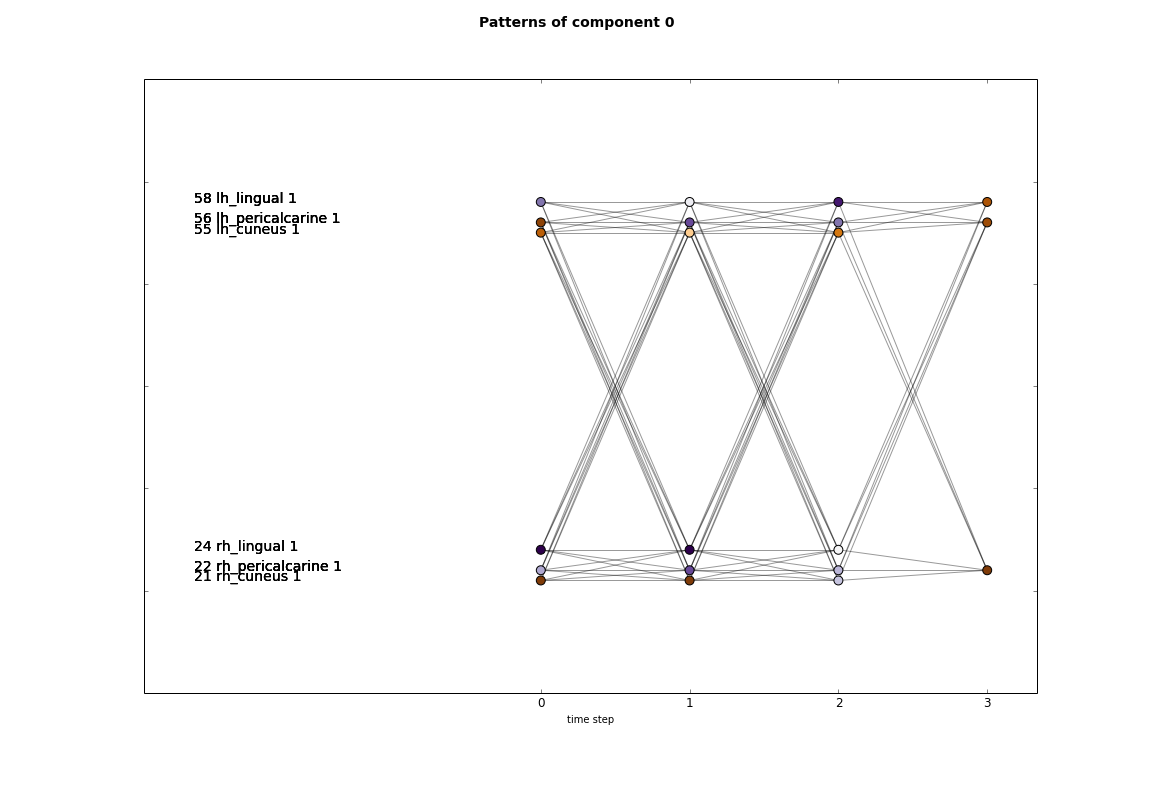 Patterns of component 0
58 lh_lingual 1
56 lh_pericalcarine 1
55 lh_cuneus 1
24 rh_lingual 1
22 rh_pericalcarine 1
21 rh_cuneus 1
0 1 2 3
time step